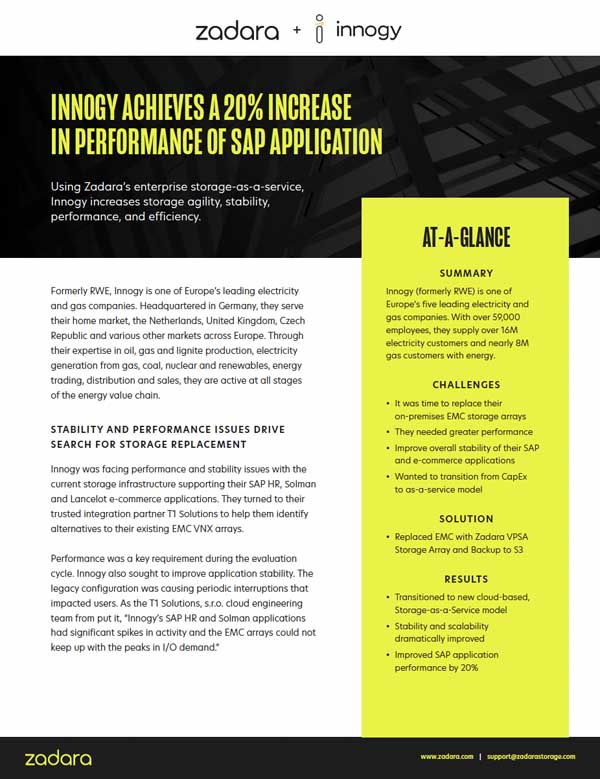 zadara + innogy
INNOGY ACHIEVES A 20% INCREASE
IN PERFORMANCE OF SAP APPLICATION
Using Zadara's enterprise storage-as-a-service,
Innogy increases storage agility, stability,
performance, and efficiency.
Formerly RWE, Innogy is one of Europe's leading electricity
and gas companies. Headquartered in Germany, they serve
their home market, the Netherlands, United Kingdom, Czech
Republic and various other markets across Europe. Through
their expertise in oil, gas and lignite production, electricity
generation from gas, coal, nuclear and renewables, energy
trading, distribution and sales, they are active at all stages
of the energy value chain.
STABILITY AND PERFORMANCE ISSUES DRIVE
SEARCH FOR STORAGE REPLACEMENT
Innogy was facing performance and stability issues with the
current storage infrastructure supporting their SAP HR, Solman
and Lancelot e-commerce applications. They turned to their
trusted integration partner T1 Solutions to help them identify
alternatives to their existing EMC VNX arrays.
Performance was a key requirement during the evaluation
cycle. Innogy also sought to improve application stability. The
legacy configuration was causing periodic interruptions that
impacted users. As the T1 Solutions, s.r.o. cloud engineering
team from put it, "Innogy's SAP HR and Solman applications
had significant spikes in activity and the EMC arrays could not
keep up with the peaks in I/O demand."
AT-A-GLANCE
SUMMARY
Innogy (formerly RWE) is one of
Europe's five leading electricity and
gas companies. With over 59,000
employees, they supply over 16M
electricity customers and nearly 8M
gas customers with energy.
CHALLENGES
• It was time to replace their
on-premises EMC storage arrays
• They needed greater performance
• Improve overall stability of their SAP
and e-commerce applications
• Wanted to transition from CapEx
to as-a-service model
SOLUTION
• Replaced EMC with Zadara VPSA
Storage Array and Backup to S3
RESULTS
• Transitioned to new cloud-based,
Storage-as-a-Service model
• Stability and scalability
dramatically improved
• Improved SAP application
performance by 20%
zadara
www.zadara.com | support@zadarastorage.com